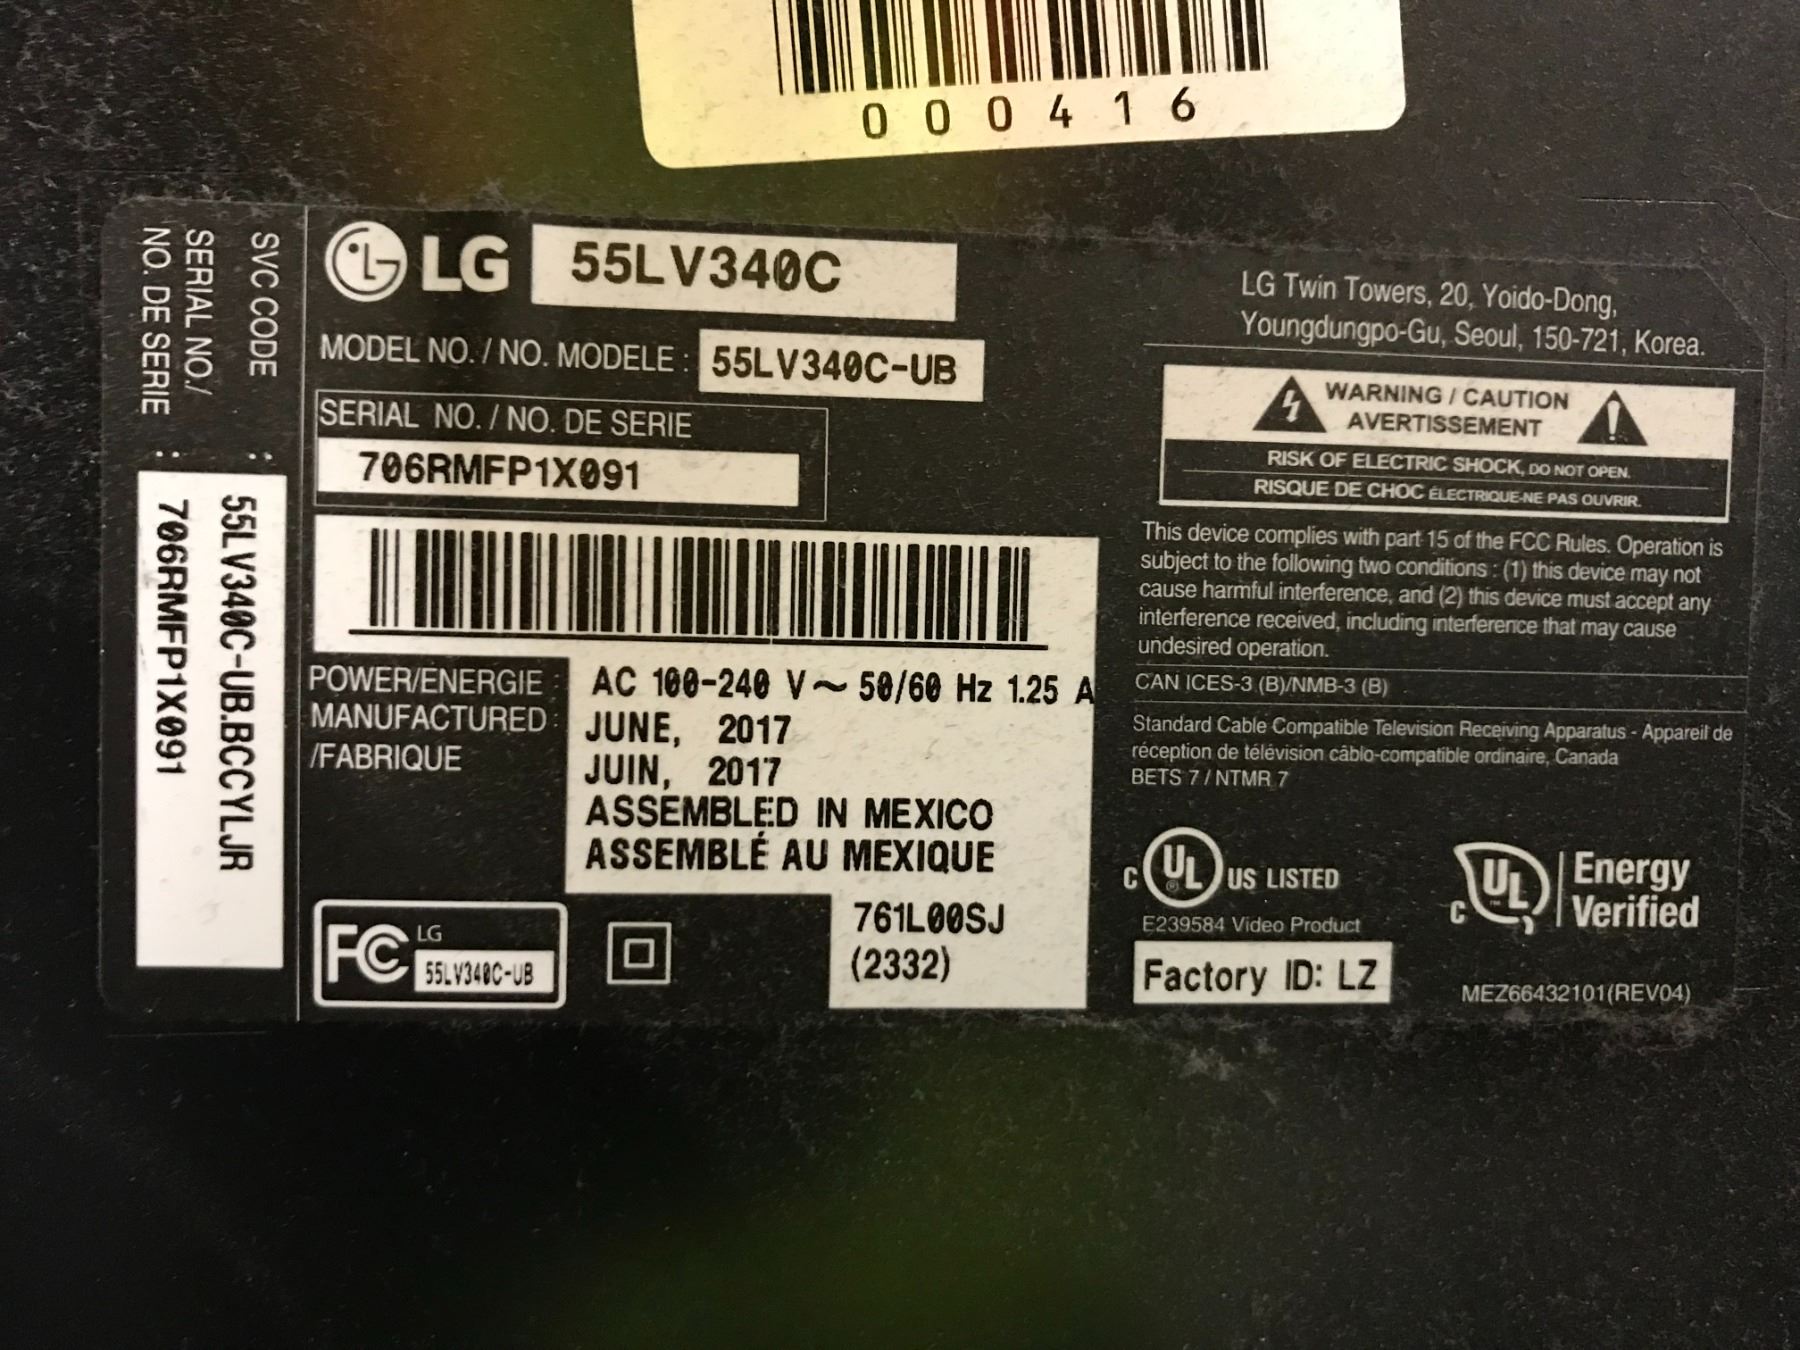 000416
SVC CODE : 55LV340C-UB.BCCYLJR
SERIAL NO./
NO. DE SERIE : 706RMFP1X091
LG 55LV340C
MODEL NO. / NO. MODELE : 55LV340C-UB
SERIAL NO. / NO. DE SERIE
706RMFP1X091
POWER/ENERGIE : AC 100-240 V~ 50/60 Hz 1.25 A
MANUFACTURED : JUNE, 2017
/FABRIQUE JUIN, 2017
ASSEMBLED IN MEXICO
ASSEMBLÉ AU MEXIQUE
FC LG
55LV340C-UB
761L00SJ
(2332)
LG Twin Towers, 20, Yoido-Dong,
Youngdungpo-Gu, Seoul, 150-721, Korea.
WARNING / CAUTION
AVERTISSEMENT
RISK OF ELECTRIC SHOCK, DO NOT OPEN.
RISQUE DE CHOC ÉLECTRIQUE-NE PAS OUVRIR.
This device complies with part 15 of the FCC Rules. Operation is
subject to the following two conditions : (1) this device may not
cause harmful interference, and (2) this device must accept any
interference received, including interference that may cause
undesired operation.
CAN ICES-3 (B)/NMB-3 (B)
Standard Cable Compatible Television Receiving Apparatus - Appareil de
réception de télévision câblo-compatible ordinaire, Canada
BETS 7 / NTMR 7
C UL ® US LISTED
E239584 Video Product
Factory ID: LZ
C UL ™ Energy
Verified
MEZ66432101(REV04)